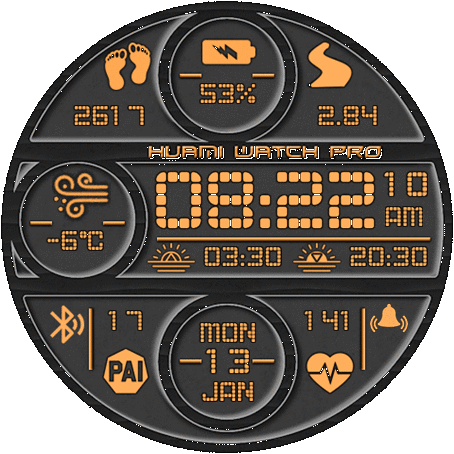 53%
2617
2.84
HUAMI WATCH PRO
08:22
10
AM
-6°C
03:30
20:30
17
141
PAI
MON
-13-
JAN